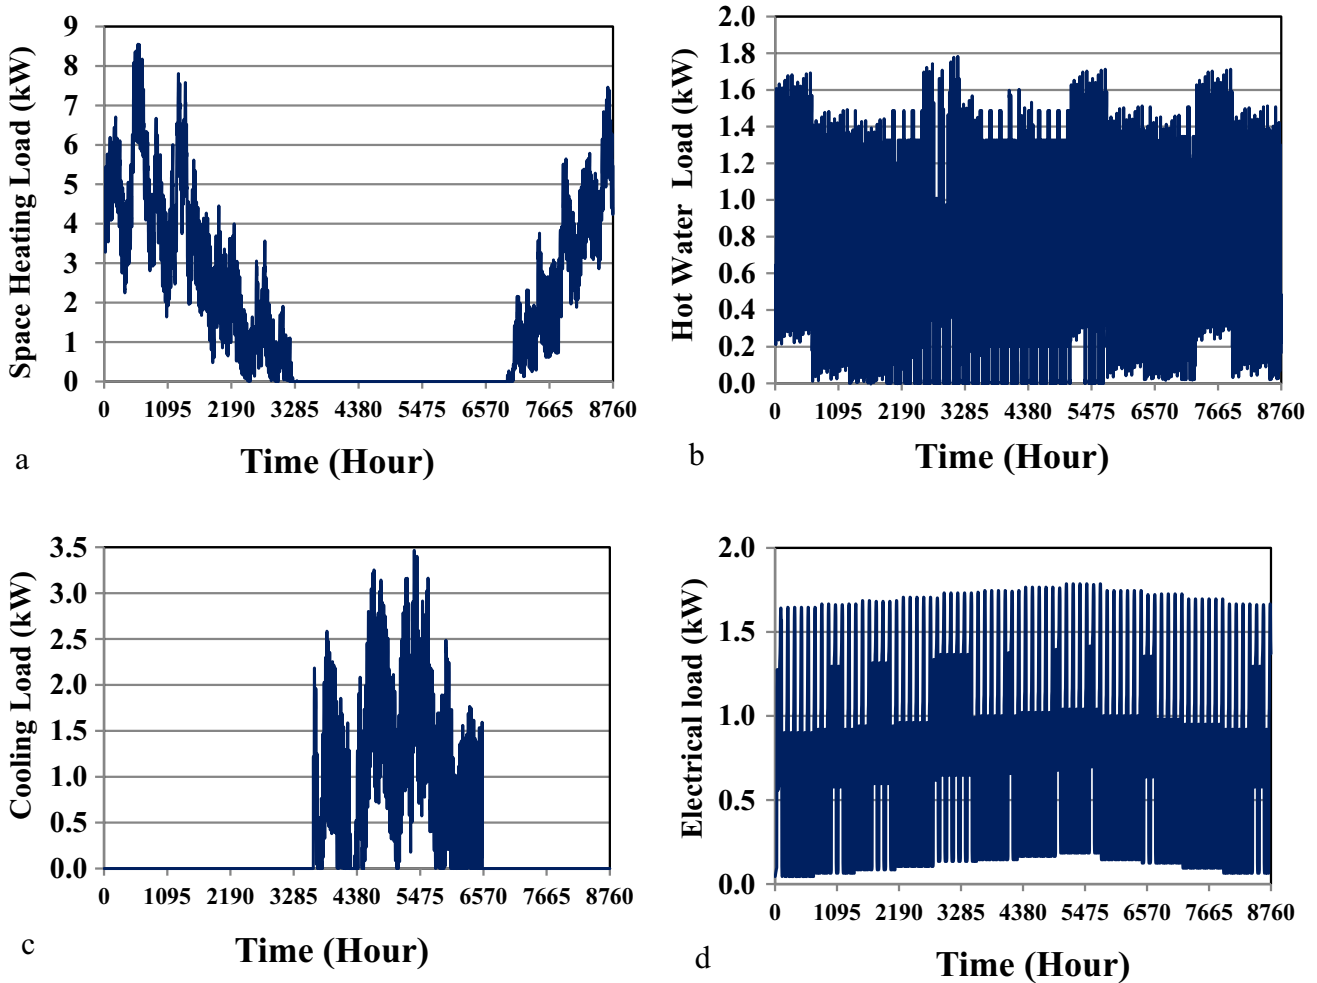 Space Heating Load (kW)
9
8
7
6
5
4
3
2
1
0
0 1095 2190 3285 4380 5475 6570 7665 8760
Time (Hour)
a
Hot Water Load (kW)
2.0
1.8
1.6
1.4
1.2
1.0
0.8
0.6
0.4
0.2
0.0
0 1095 2190 3285 4380 5475 6570 7665 8760
Time (Hour)
b
Cooling Load (kW)
3.5
3.0
2.5
2.0
1.5
1.0
0.5
0.0
0 1095 2190 3285 4380 5475 6570 7665 8760
Time (Hour)
c
Electrical load (kW)
2.0
1.5
1.0
0.5
0.0
0 1095 2190 3285 4380 5475 6570 7665 8760
Time (Hour)
d